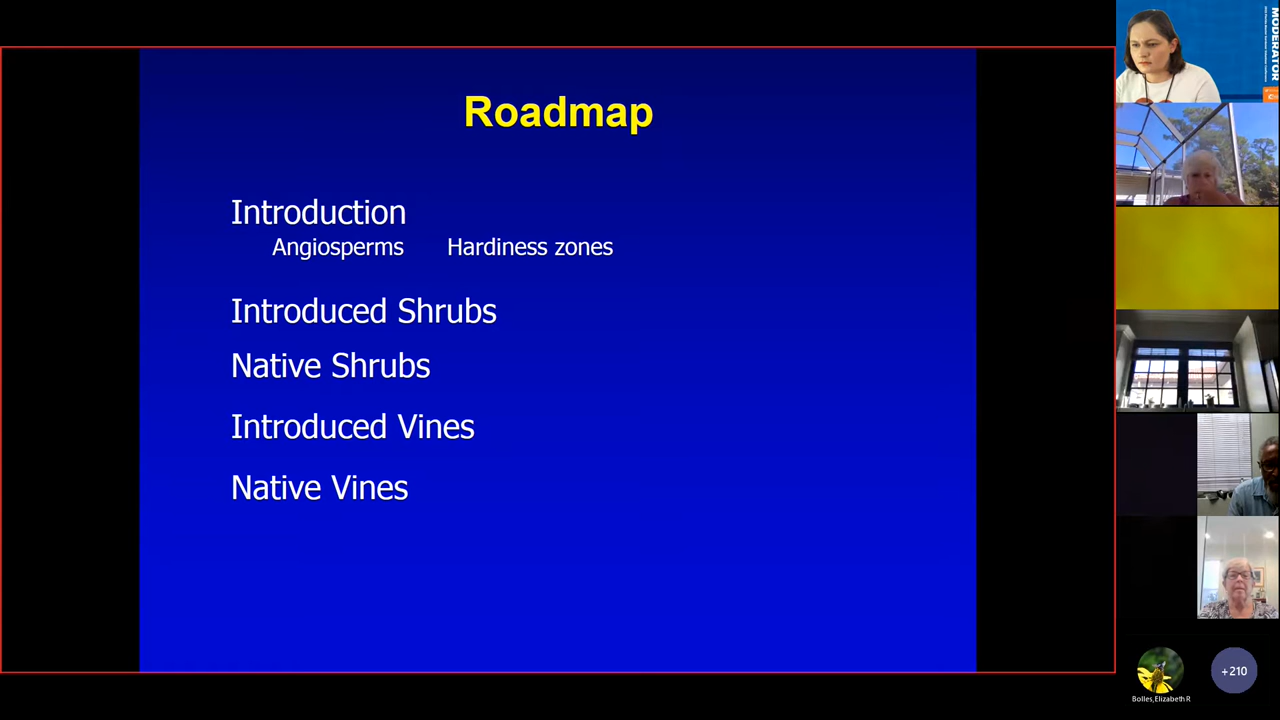 Roadmap
Introduction
Angiosperms Hardiness zones
Introduced Shrubs
Native Shrubs
Introduced Vines
Native Vines
MODERATOR
Bolles,Elizabeth R
+210